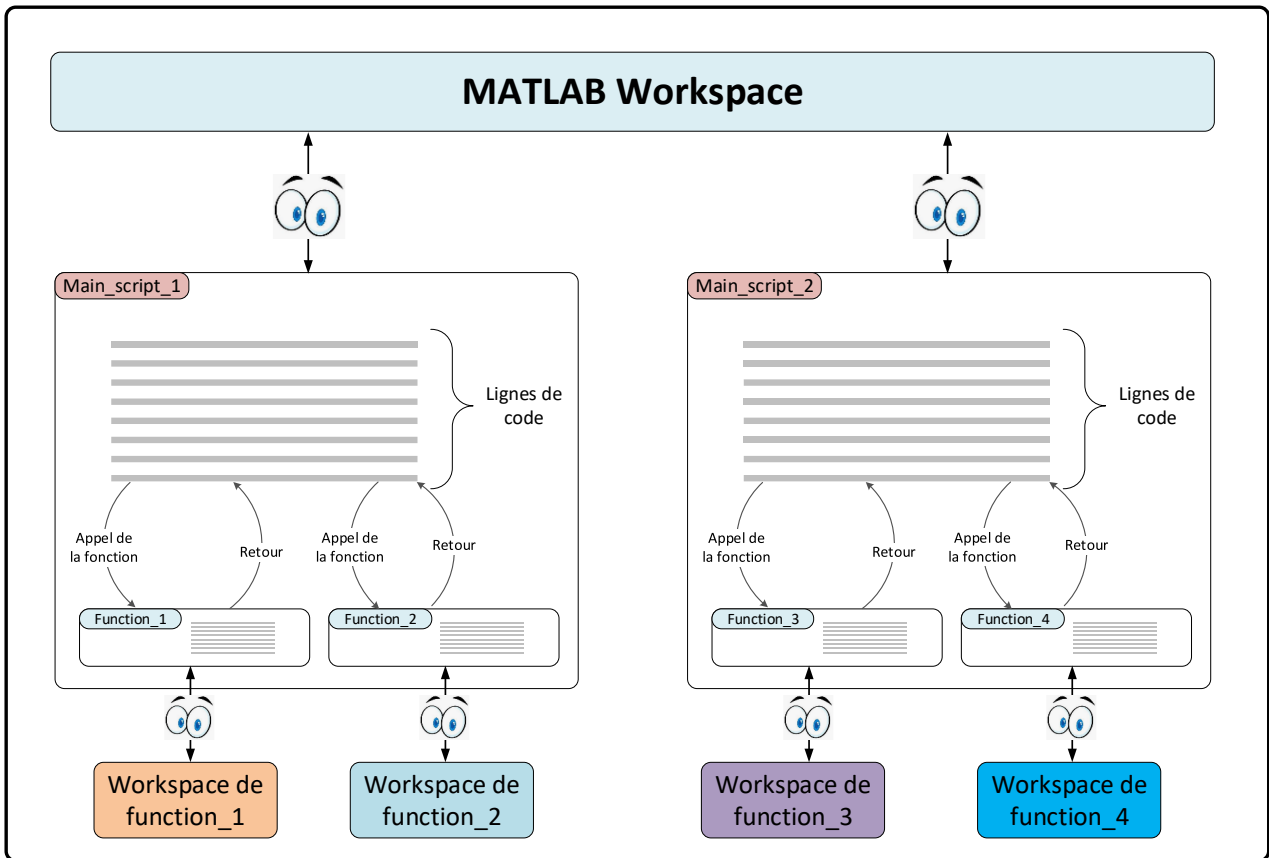 MATLAB Workspace
Main_script_1
Main_script_2
Lignes de
code
Lignes de
code
Appel de
la fonction
Retour
Appel de
la fonction
Retour
Appel de
la fonction
Retour
Appel de
la fonction
Retour
Function_1
Function_2
Function_3
Function_4
Workspace de
function_1
Workspace de
function_2
Workspace de
function_3
Workspace de
function_4